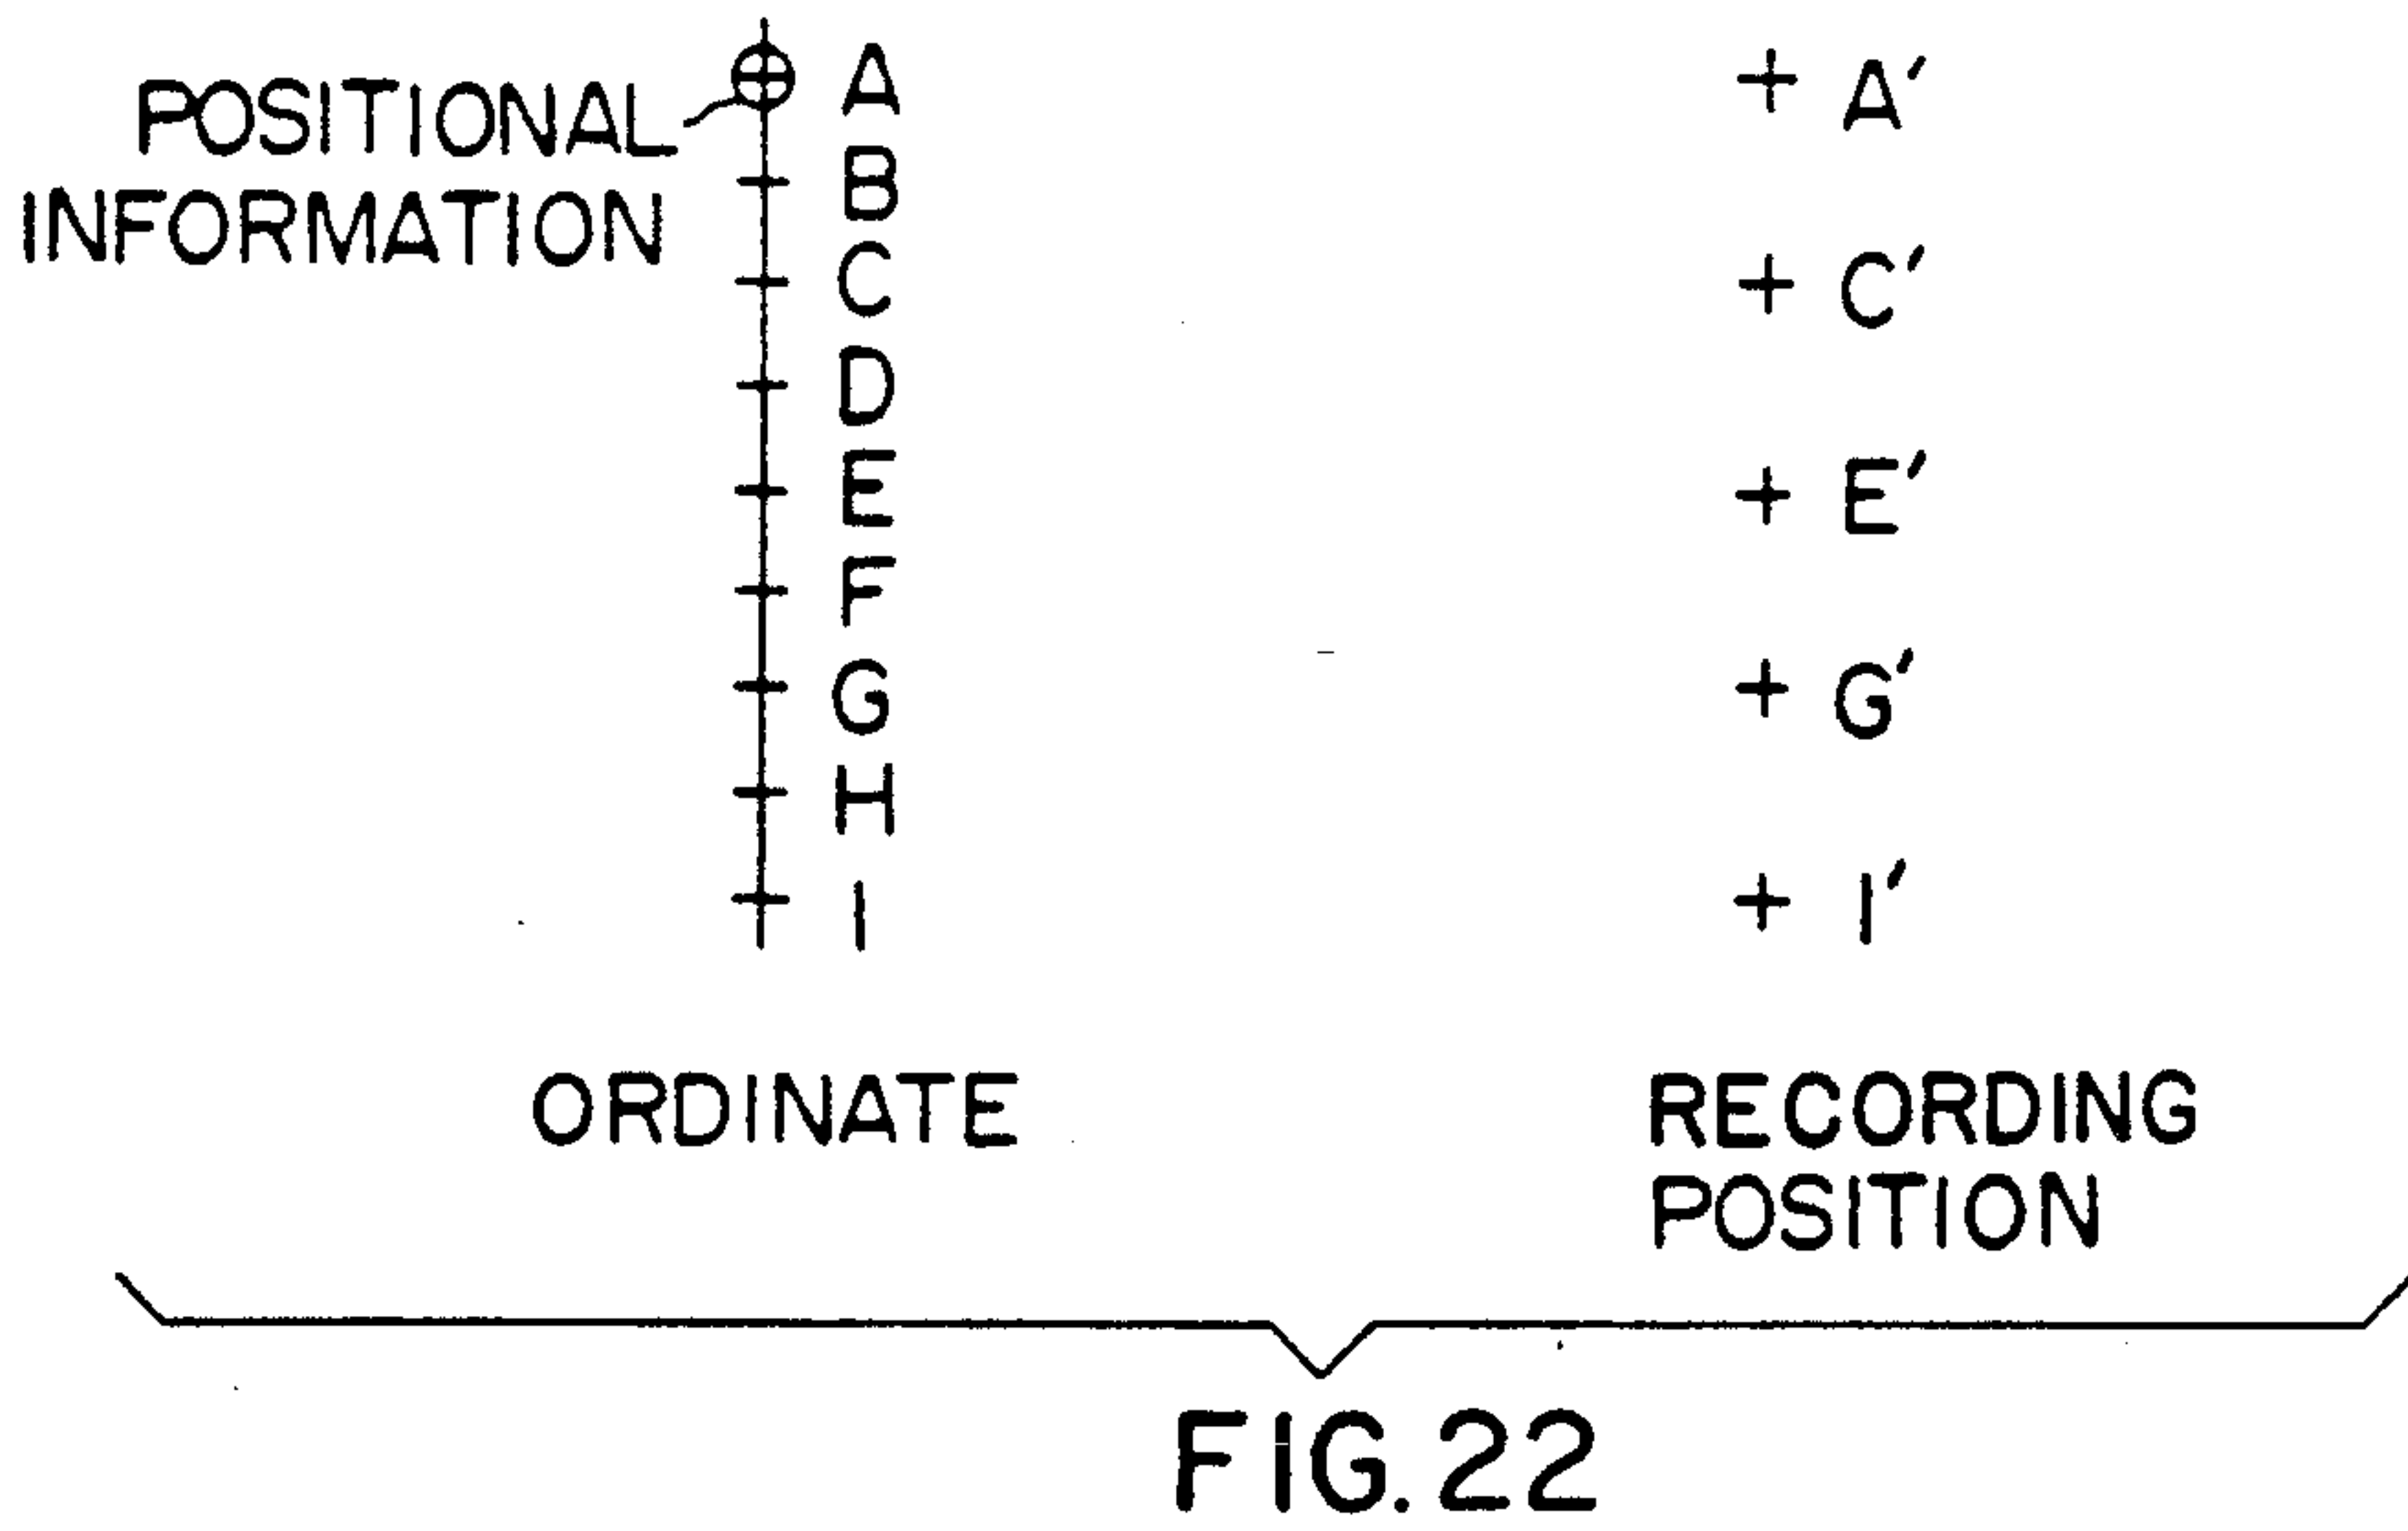 POSITIONAL
INFORMATION
A
B
C
D
E
F
G
H
I
A′
C′
E′
G′
I′
ORDINATE
RECORDING
POSITION
FIG.22